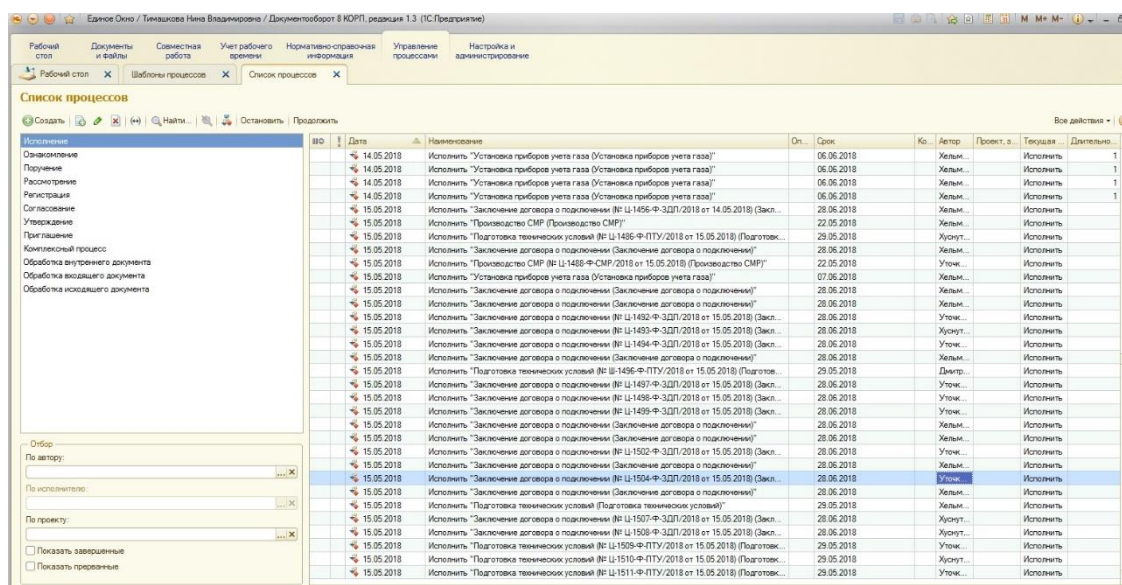 Единое Окно / Тимашкова Нина Владимировна / Документооборот 8 КОРП, редакция 1.3 (1С:Предприятие)
M M+ M-
Рабочий стол
Документы и файлы
Совместная работа
Учет рабочего времени
Нормативно-справочная информация
Управление процессами
Настройка и администрирование
Рабочий стол Шаблоны процессов Список процессов
Список процессов
Создать Найти... Остановить Продолжить Все действия
Исполнение
Ознакомление
Поручение
Рассмотрение
Регистрация
Согласование
Утверждение
Приглашение
Комплексный процесс
Обработка внутреннего документа
Обработка входящего документа
Обработка исходящего документа
Отбор
По автору:
По исполнителю:
По проекту:
Показать завершенные
Показать прерванные
Дата Наименование Оп... Срок Ко... Автор Проект, з... Текущая ... Длительно...
14.05.2018 Исполнить "Установка приборов учета газа (Установка приборов учета газа)" 06.06.2018 Хельм... Исполнить 1
14.05.2018 Исполнить "Установка приборов учета газа (Установка приборов учета газа)" 06.06.2018 Хельм... Исполнить 1
14.05.2018 Исполнить "Установка приборов учета газа (Установка приборов учета газа)" 06.06.2018 Хельм... Исполнить 1
14.05.2018 Исполнить "Установка приборов учета газа (Установка приборов учета газа)" 06.06.2018 Хельм... Исполнить 1
15.05.2018 Исполнить "Заключение договора о подключении (№ Ц-1456-Ф-ЗДП/2018 от 14.05.2018) (Закл... 28.06.2018 Хельм... Исполнить
15.05.2018 Исполнить "Производство СМР (Производство СМР)" 22.05.2018 Хельм... Исполнить
15.05.2018 Исполнить "Подготовка технических условий (№ Ц-1486-Ф-ПТУ/2018 от 15.05.2018) (Подготовк... 29.05.2018 Хуснут... Исполнить
15.05.2018 Исполнить "Заключение договора о подключении (Заключение договора о подключении)" 28.06.2018 Хельм... Исполнить
15.05.2018 Исполнить "Производство СМР (№ Ц-1488-Ф-СМР/2018 от 15.05.2018) (Производство СМР)" 22.05.2018 Уточк... Исполнить
15.05.2018 Исполнить "Установка приборов учета газа (Установка приборов учета газа)" 07.06.2018 Хельм... Исполнить
15.05.2018 Исполнить "Заключение договора о подключении (Заключение договора о подключении)" 28.06.2018 Хельм... Исполнить
15.05.2018 Исполнить "Заключение договора о подключении (Заключение договора о подключении)" 28.06.2018 Хельм... Исполнить
15.05.2018 Исполнить "Заключение договора о подключении (№ Ц-1492-Ф-ЗДП/2018 от 15.05.2018) (Закл... 28.06.2018 Уточк... Исполнить
15.05.2018 Исполнить "Заключение договора о подключении (№ Ц-1493-Ф-ЗДП/2018 от 15.05.2018) (Закл... 28.06.2018 Хуснут... Исполнить
15.05.2018 Исполнить "Заключение договора о подключении (№ Ц-1494-Ф-ЗДП/2018 от 15.05.2018) (Закл... 28.06.2018 Уточк... Исполнить
15.05.2018 Исполнить "Заключение договора о подключении (Заключение договора о подключении)" 28.06.2018 Хельм... Исполнить
15.05.2018 Исполнить "Подготовка технических условий (№ Ш-1496-Ф-ПТУ/2018 от 15.05.2018) (Подготов... 29.05.2018 Дмитр... Исполнить
15.05.2018 Исполнить "Заключение договора о подключении (№ Ц-1497-Ф-ЗДП/2018 от 15.05.2018) (Закл... 28.06.2018 Уточк... Исполнить
15.05.2018 Исполнить "Заключение договора о подключении (№ Ц-1498-Ф-ЗДП/2018 от 15.05.2018) (Закл... 28.06.2018 Уточк... Исполнить
15.05.2018 Исполнить "Заключение договора о подключении (№ Ц-1499-Ф-ЗДП/2018 от 15.05.2018) (Закл... 28.06.2018 Уточк... Исполнить
15.05.2018 Исполнить "Заключение договора о подключении (Заключение договора о подключении)" 28.06.2018 Хельм... Исполнить
15.05.2018 Исполнить "Заключение договора о подключении (Заключение договора о подключении)" 28.06.2018 Хельм... Исполнить
15.05.2018 Исполнить "Заключение договора о подключении (№ Ц-1502-Ф-ЗДП/2018 от 15.05.2018) (Закл... 28.06.2018 Уточк... Исполнить
15.05.2018 Исполнить "Заключение договора о подключении (Заключение договора о подключении)" 28.06.2018 Хельм... Исполнить
15.05.2018 Исполнить "Заключение договора о подключении (№ Ц-1504-Ф-ЗДП/2018 от 15.05.2018) (Закл... 28.06.2018 Уточк... Исполнить
15.05.2018 Исполнить "Заключение договора о подключении (Заключение договора о подключении)" 28.06.2018 Хельм... Исполнить
15.05.2018 Исполнить "Подготовка технических условий (Подготовка технических условий)" 29.05.2018 Хельм... Исполнить
15.05.2018 Исполнить "Заключение договора о подключении (№ Ц-1507-Ф-ЗДП/2018 от 15.05.2018) (Закл... 28.06.2018 Хуснут... Исполнить
15.05.2018 Исполнить "Заключение договора о подключении (№ Ц-1508-Ф-ЗДП/2018 от 15.05.2018) (Закл... 28.06.2018 Хуснут... Исполнить
15.05.2018 Исполнить "Подготовка технических условий (№ Ц-1509-Ф-ПТУ/2018 от 15.05.2018) (Подготовк... 29.05.2018 Уточк... Исполнить
15.05.2018 Исполнить "Подготовка технических условий (№ Ц-1510-Ф-ПТУ/2018 от 15.05.2018) (Подготовк... 29.05.2018 Хуснут... Исполнить
15.05.2018 Исполнить "Подготовка технических условий (№ Ц-1511-Ф-ПТУ/2018 от 15.05.2018) (Подготовк... 29.05.2018 Уточк... Исполнить